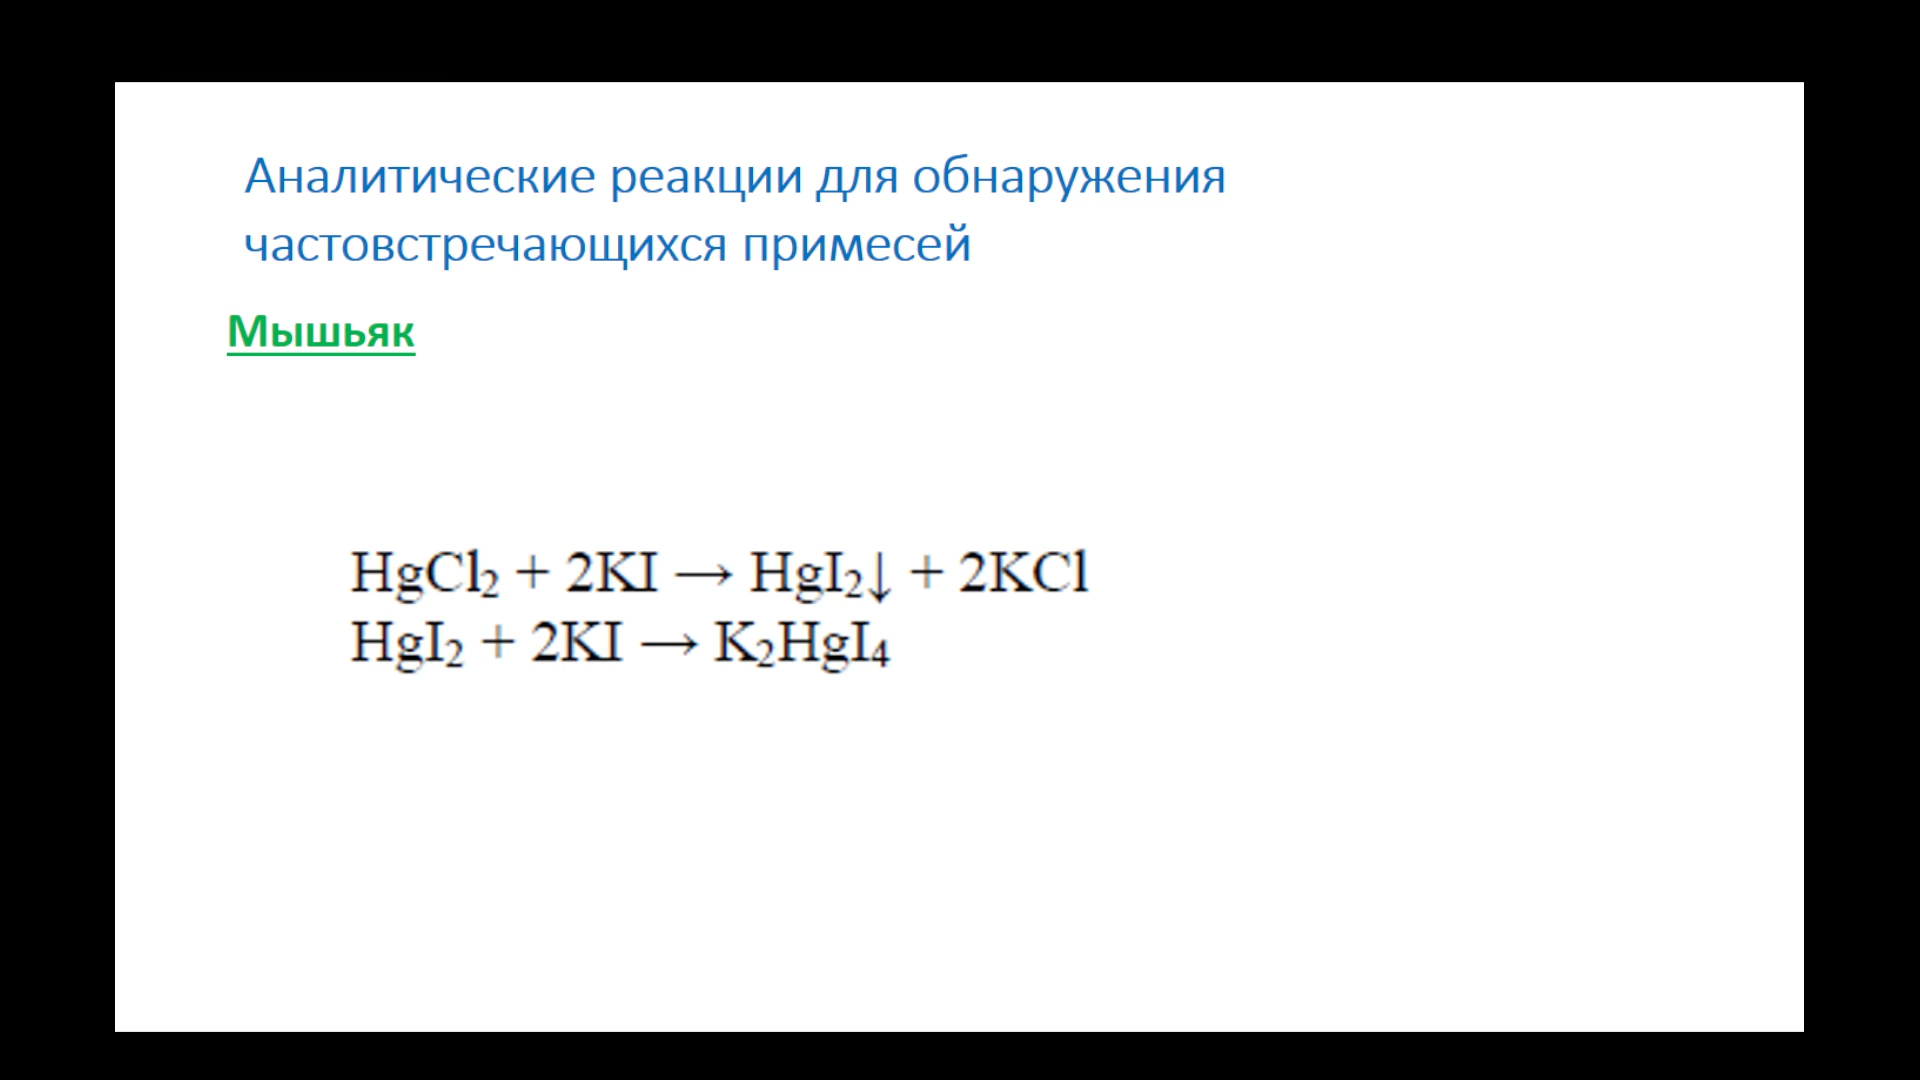 Аналитические реакции для обнаружения
частовстречающихся примесей
Мышьяк
HgCl₂ + 2KI → HgI₂↓ + 2KCl
HgI₂ + 2KI → K₂HgI₄